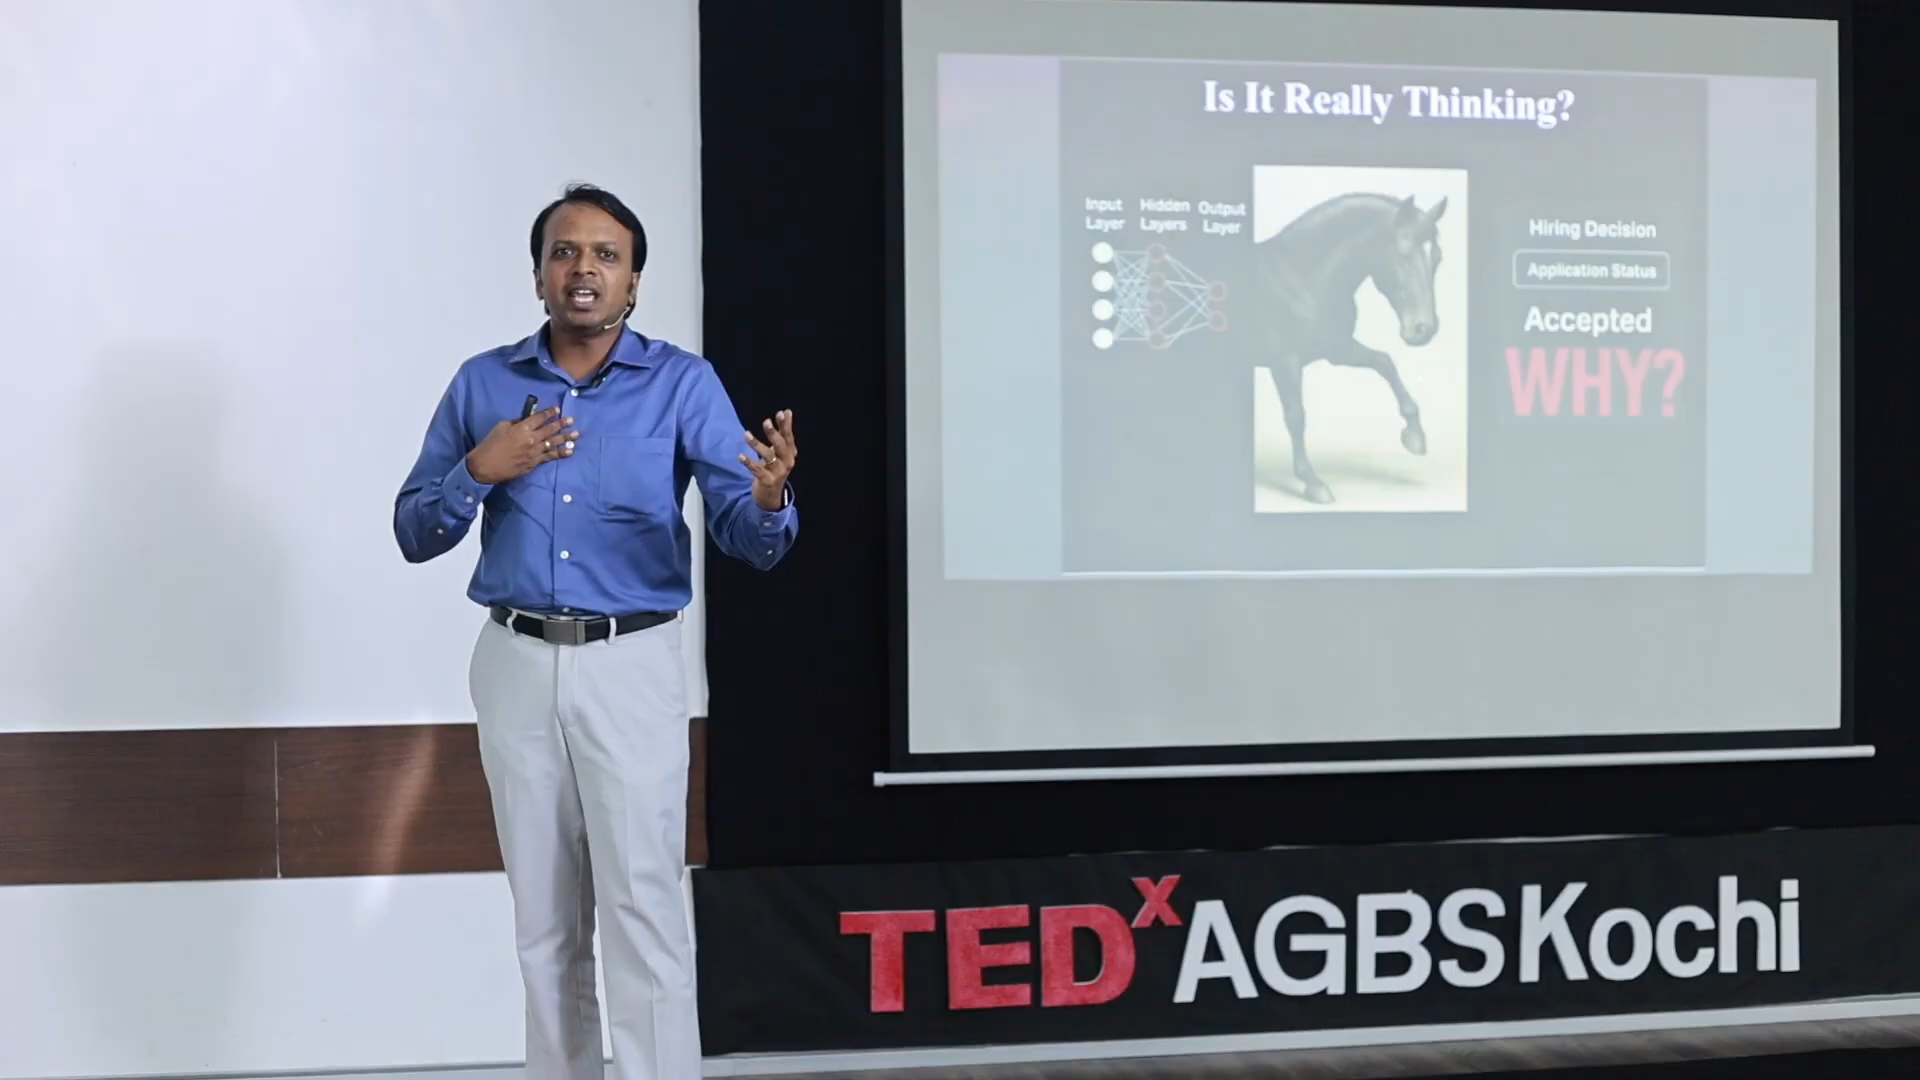 Is It Really Thinking?
Input Layer
Hidden Layers
Output Layer
Hiring Decision
Application Status
Accepted
WHY?
TEDxAGBSKochi